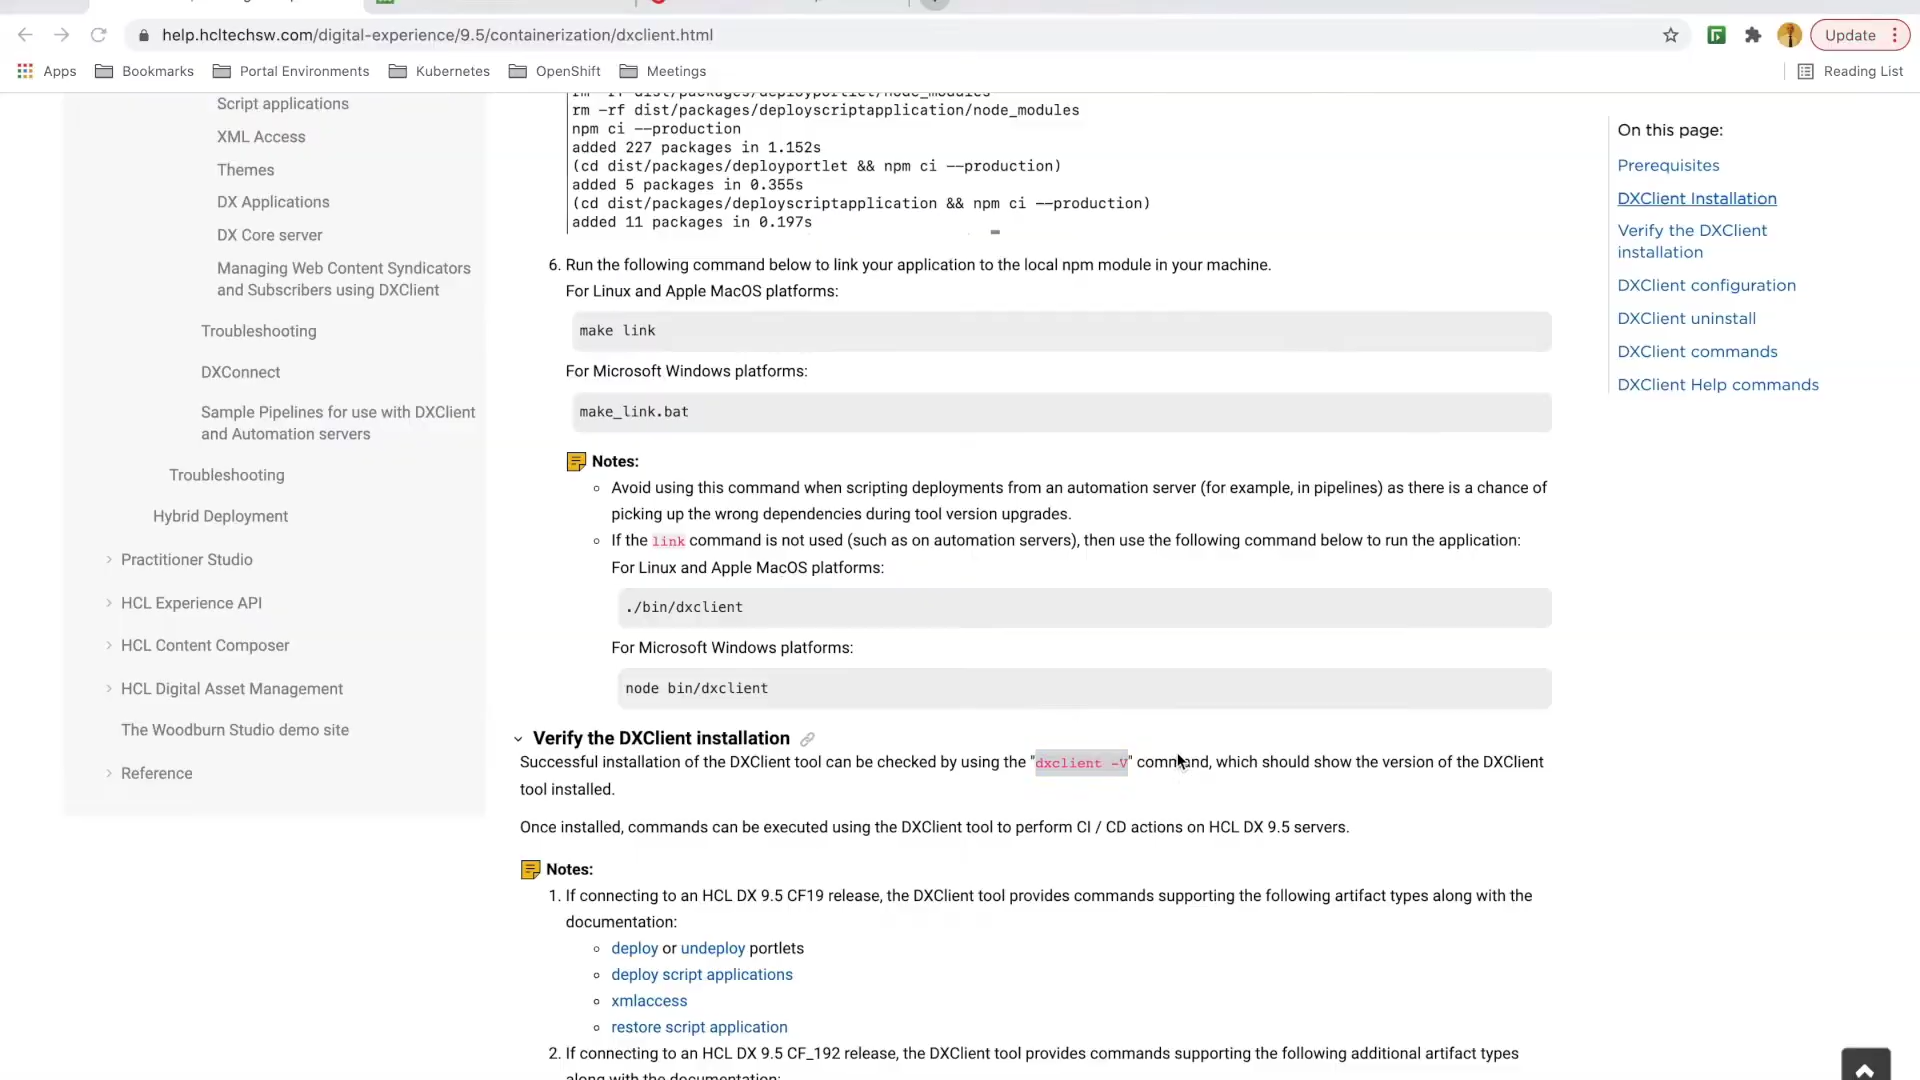 help.hcltechsw.com/digital-experience/9.5/containerization/dxclient.html
Update
Apps
Bookmarks
Portal Environments
Kubernetes
OpenShift
Meetings
Reading List
Script applications
XML Access
Themes
DX Applications
DX Core server
Managing Web Content Syndicators
and Subscribers using DXClient
Troubleshooting
DXConnect
Sample Pipelines for use with DXClient
and Automation servers
Troubleshooting
Hybrid Deployment
Practitioner Studio
HCL Experience API
HCL Content Composer
HCL Digital Asset Management
The Woodburn Studio demo site
Reference
rm -rf dist/packages/deployportlet/node_modules
rm -rf dist/packages/deployscriptapplication/node_modules
npm ci --production
added 227 packages in 1.152s
(cd dist/packages/deployportlet && npm ci --production)
added 5 packages in 0.355s
(cd dist/packages/deployscriptapplication && npm ci --production)
added 11 packages in 0.197s
6. Run the following command below to link your application to the local npm module in your machine.
For Linux and Apple MacOS platforms:
make link
For Microsoft Windows platforms:
make_link.bat
Notes:
Avoid using this command when scripting deployments from an automation server (for example, in pipelines) as there is a chance of
picking up the wrong dependencies during tool version upgrades.
If the link command is not used (such as on automation servers), then use the following command below to run the application:
For Linux and Apple MacOS platforms:
./bin/dxclient
For Microsoft Windows platforms:
node bin/dxclient
Verify the DXClient installation
Successful installation of the DXClient tool can be checked by using the "dxclient -V" command, which should show the version of the DXClient
tool installed.
Once installed, commands can be executed using the DXClient tool to perform CI / CD actions on HCL DX 9.5 servers.
Notes:
1. If connecting to an HCL DX 9.5 CF19 release, the DXClient tool provides commands supporting the following artifact types along with the
documentation:
deploy or undeploy portlets
deploy script applications
xmlaccess
restore script application
2. If connecting to an HCL DX 9.5 CF_192 release, the DXClient tool provides commands supporting the following additional artifact types
along with the documentation:
On this page:
Prerequisites
DXClient Installation
Verify the DXClient
installation
DXClient configuration
DXClient uninstall
DXClient commands
DXClient Help commands